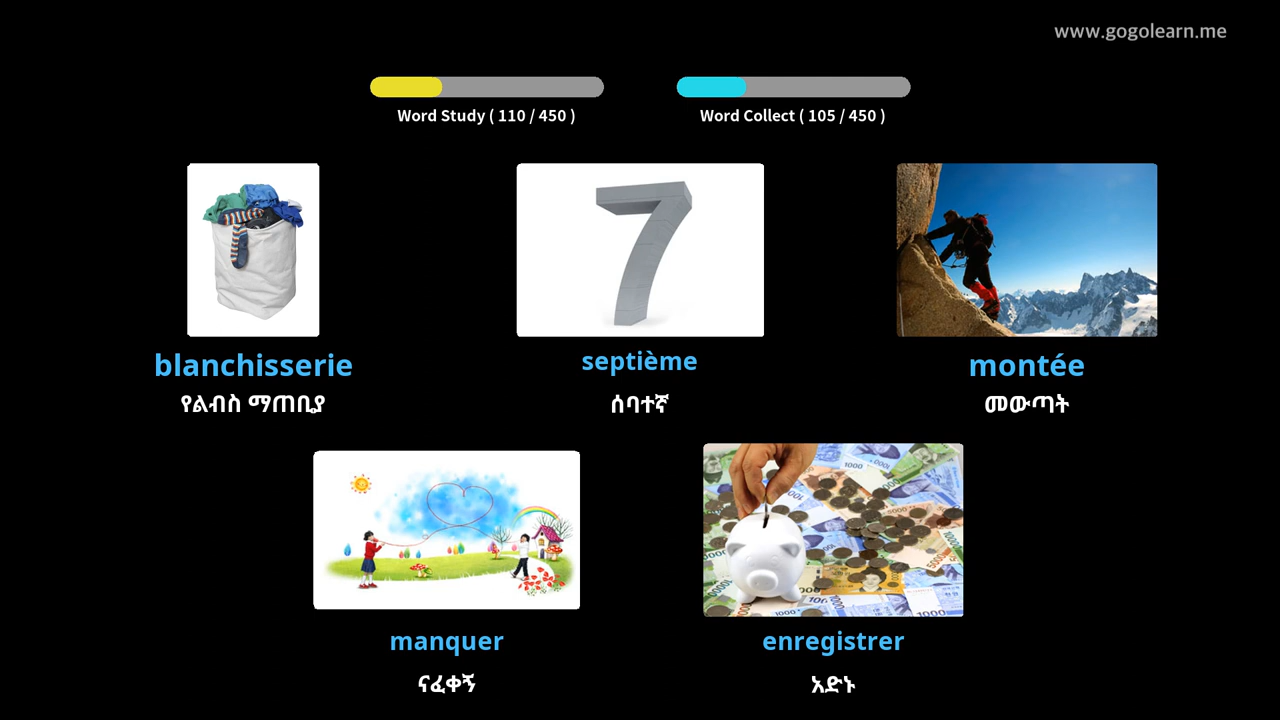 www.gogolearn.me
Word Study ( 110 / 450 )
Word Collect ( 105 / 450 )
blanchisserie
የልብስ ማጠቢያ
septième
ሰባተኛ
montée
መውጣት
manquer
ናፈቀኝ
enregistrer
አድኑ